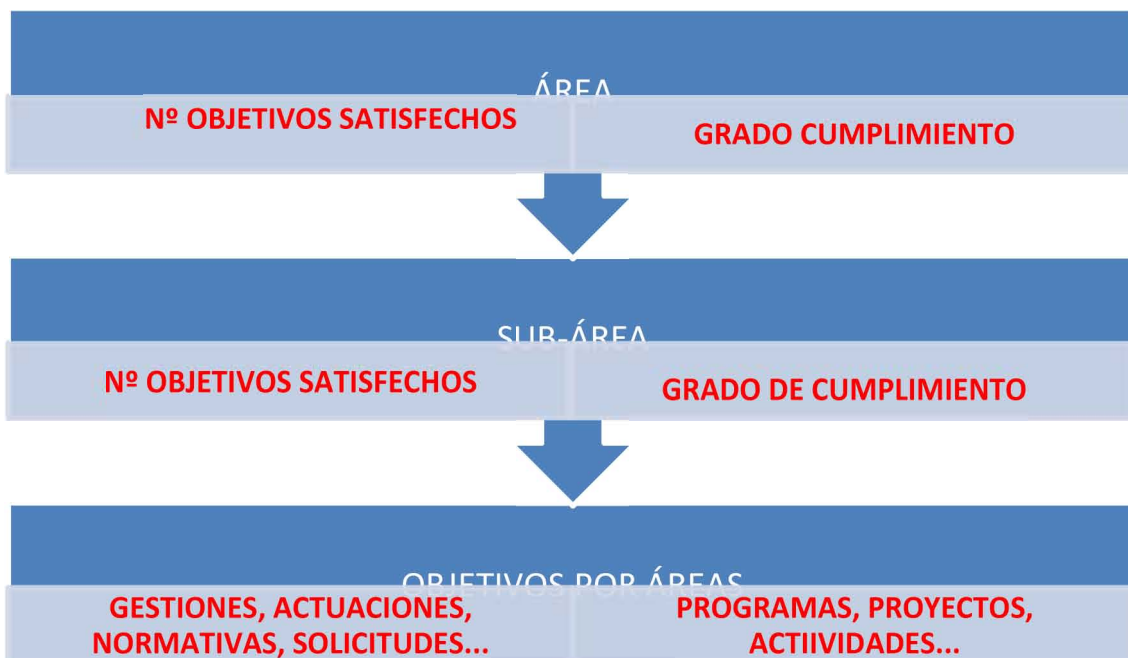 ÁREA
Nº OBJETIVOS SATISFECHOS
GRADO CUMPLIMIENTO
SUB-ÁREA
Nº OBJETIVOS SATISFECHOS
GRADO DE CUMPLIMIENTO
OBJETIVOS POR ÁREAS
GESTIONES, ACTUACIONES,
NORMATIVAS, SOLICITUDES...
PROGRAMAS, PROYECTOS,
ACTIIVIDADES...